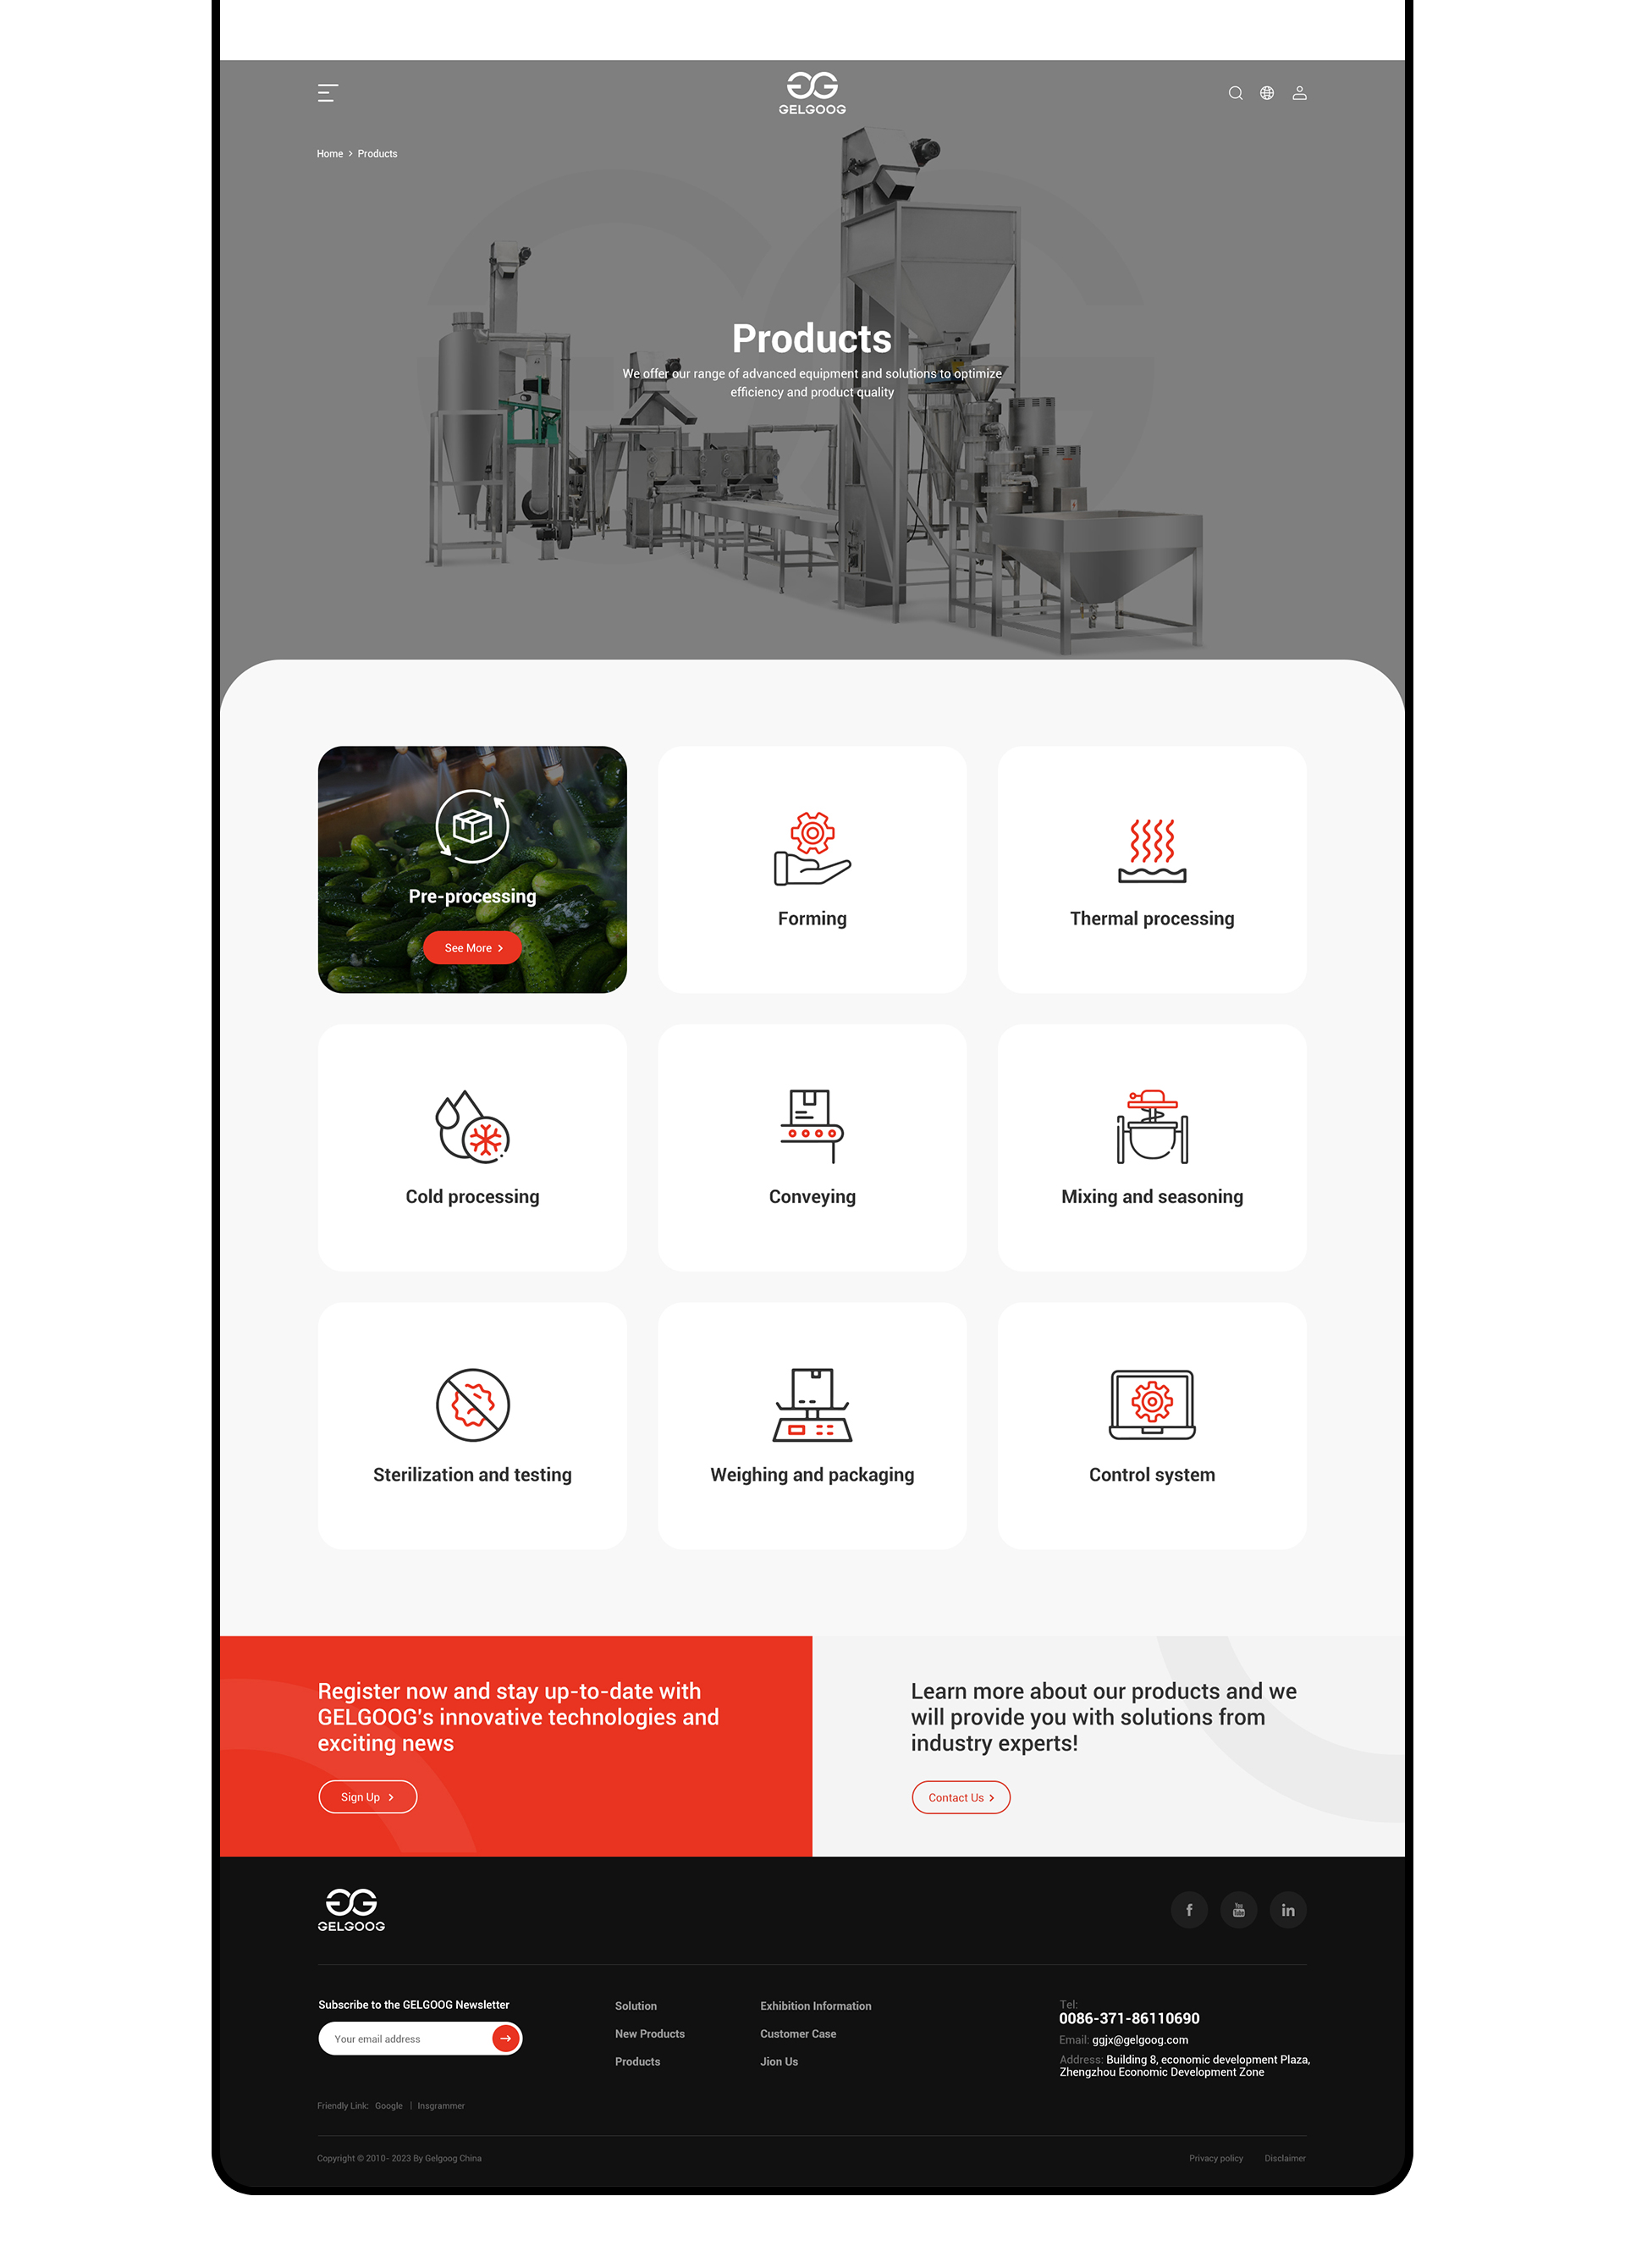 GELGOOG
Home > Products
Products
We offer our range of advanced equipment and solutions to optimize
efficiency and product quality
Pre-processing
See More >
Forming
Thermal processing
Cold processing
Conveying
Mixing and seasoning
Sterilization and testing
Weighing and packaging
Control system
Register now and stay up-to-date with
GELGOOG's innovative technologies and
exciting news
Sign Up >
Learn more about our products and we
will provide you with solutions from
industry experts!
Contact Us >
GELGOOG
f
You Tube
in
Subscribe to the GELGOOG Newsletter
Your email address
Solution
New Products
Products
Exhibition Information
Customer Case
Jion Us
Tel:
0086-371-86110690
Email: ggjx@gelgoog.com
Address: Building 8, economic development Plaza,
Zhengzhou Economic Development Zone
Friendly Link: Google | Insgrammer
Copyright © 2010- 2023 By Gelgoog China
Privacy policy Disclaimer